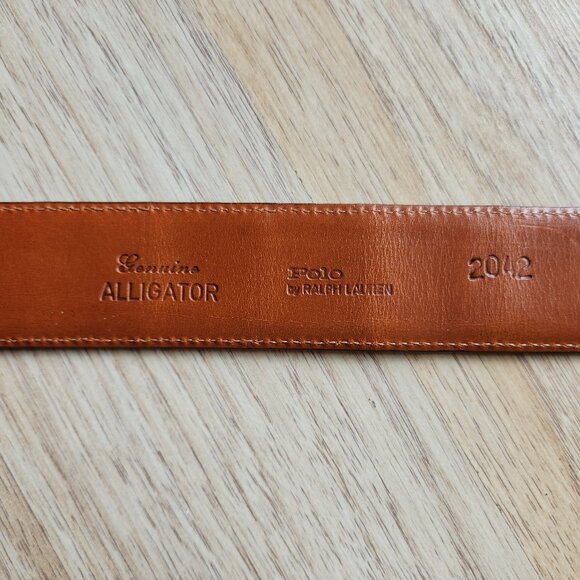 Genuine
ALLIGATOR
Polo
by RALPH LAUREN
2042